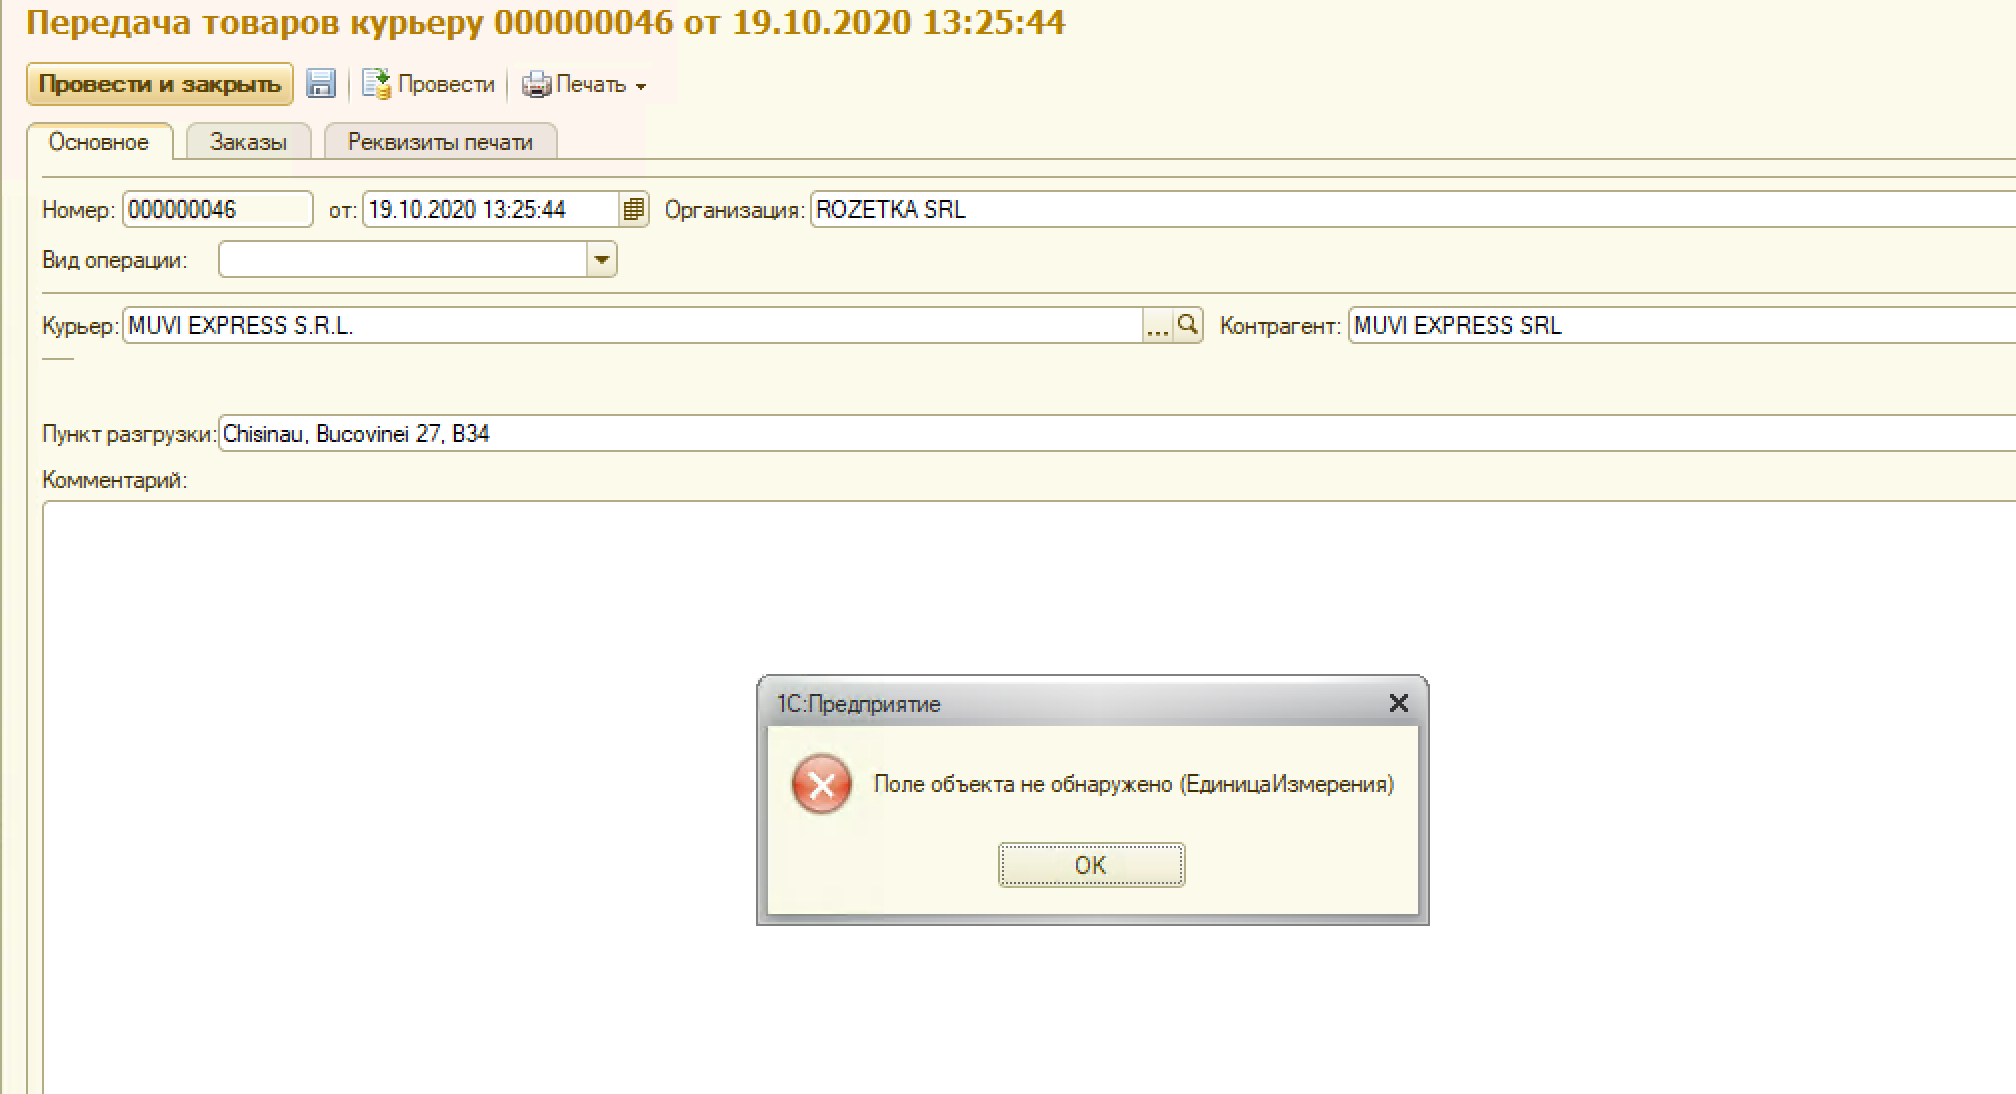 Передача товаров курьеру 000000046 от 19.10.2020 13:25:44
Провести и закрыть Провести Печать
Основное Заказы Реквизиты печати
Номер: 000000046 от: 19.10.2020 13:25:44 Организация: ROZETKA SRL
Вид операции:
Курьер: MUVI EXPRESS S.R.L. ... Контрагент: MUVI EXPRESS SRL
Пункт разгрузки: Chisinau, Bucovinei 27, B34
Комментарий:
1С:Предприятие
Поле объекта не обнаружено (ЕдиницаИзмерения)
OK